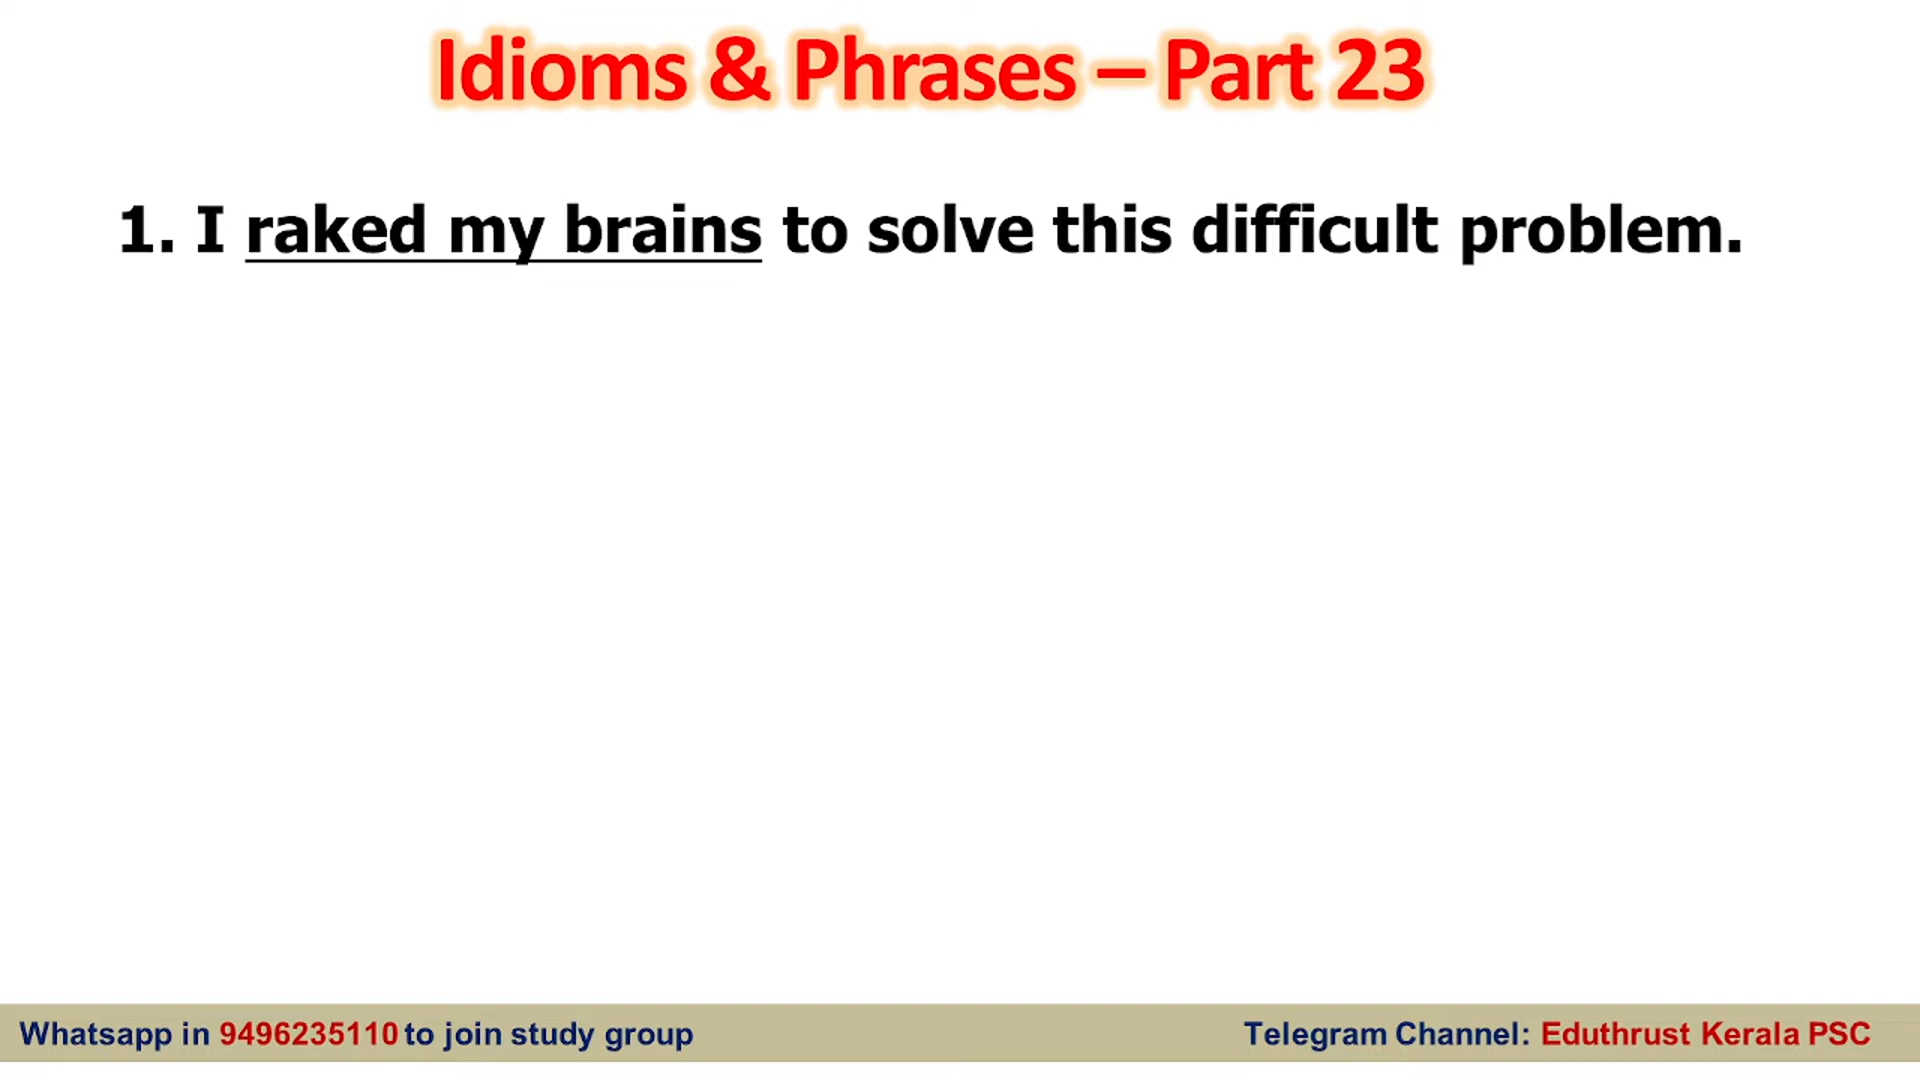 Idioms & Phrases – Part 23
1. I raked my brains to solve this difficult problem.
Whatsapp in 9496235110 to join study group
Telegram Channel: Eduthrust Kerala PSC